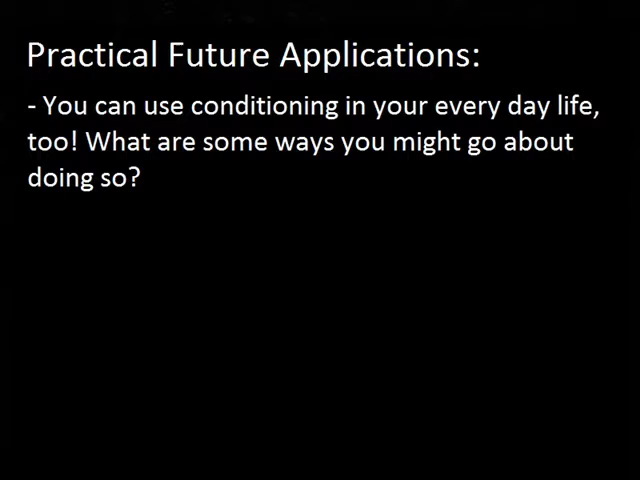 Practical Future Applications:
- You can use conditioning in your every day life,
too! What are some ways you might go about
doing so?